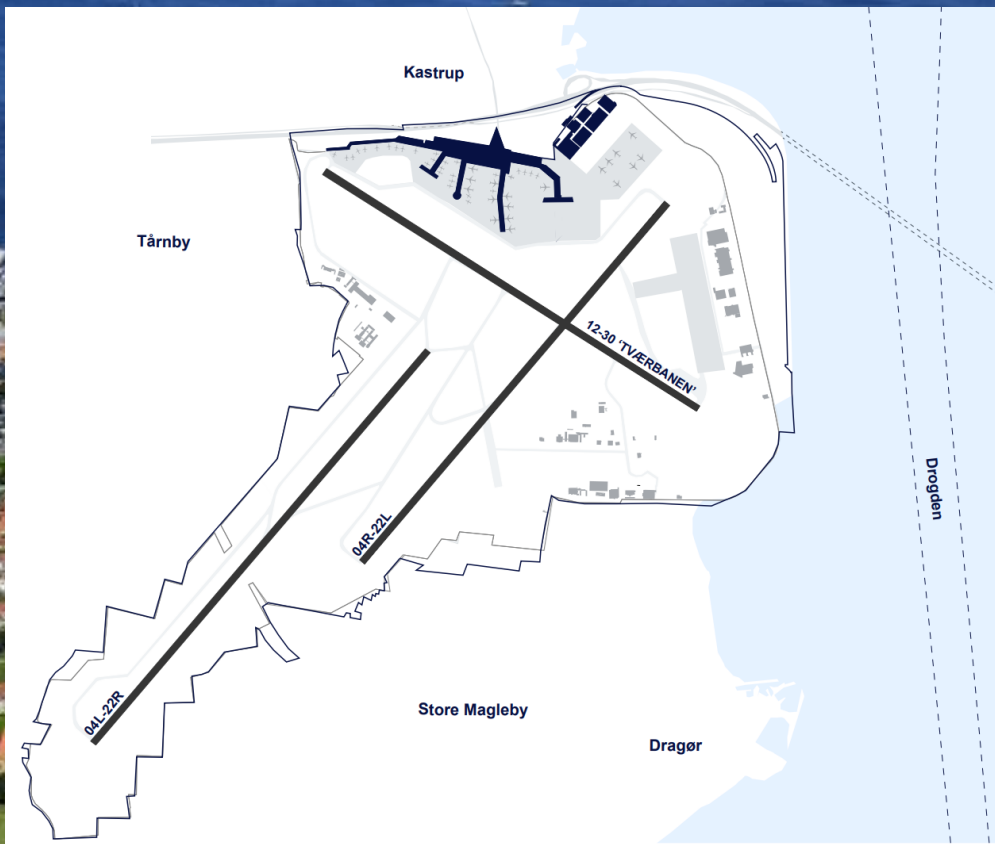 Kastrup
Tårnby
12-30 ‘TVÆRBANEN’
Drogden
04R-22L
04L-22R
Store Magleby
Dragør